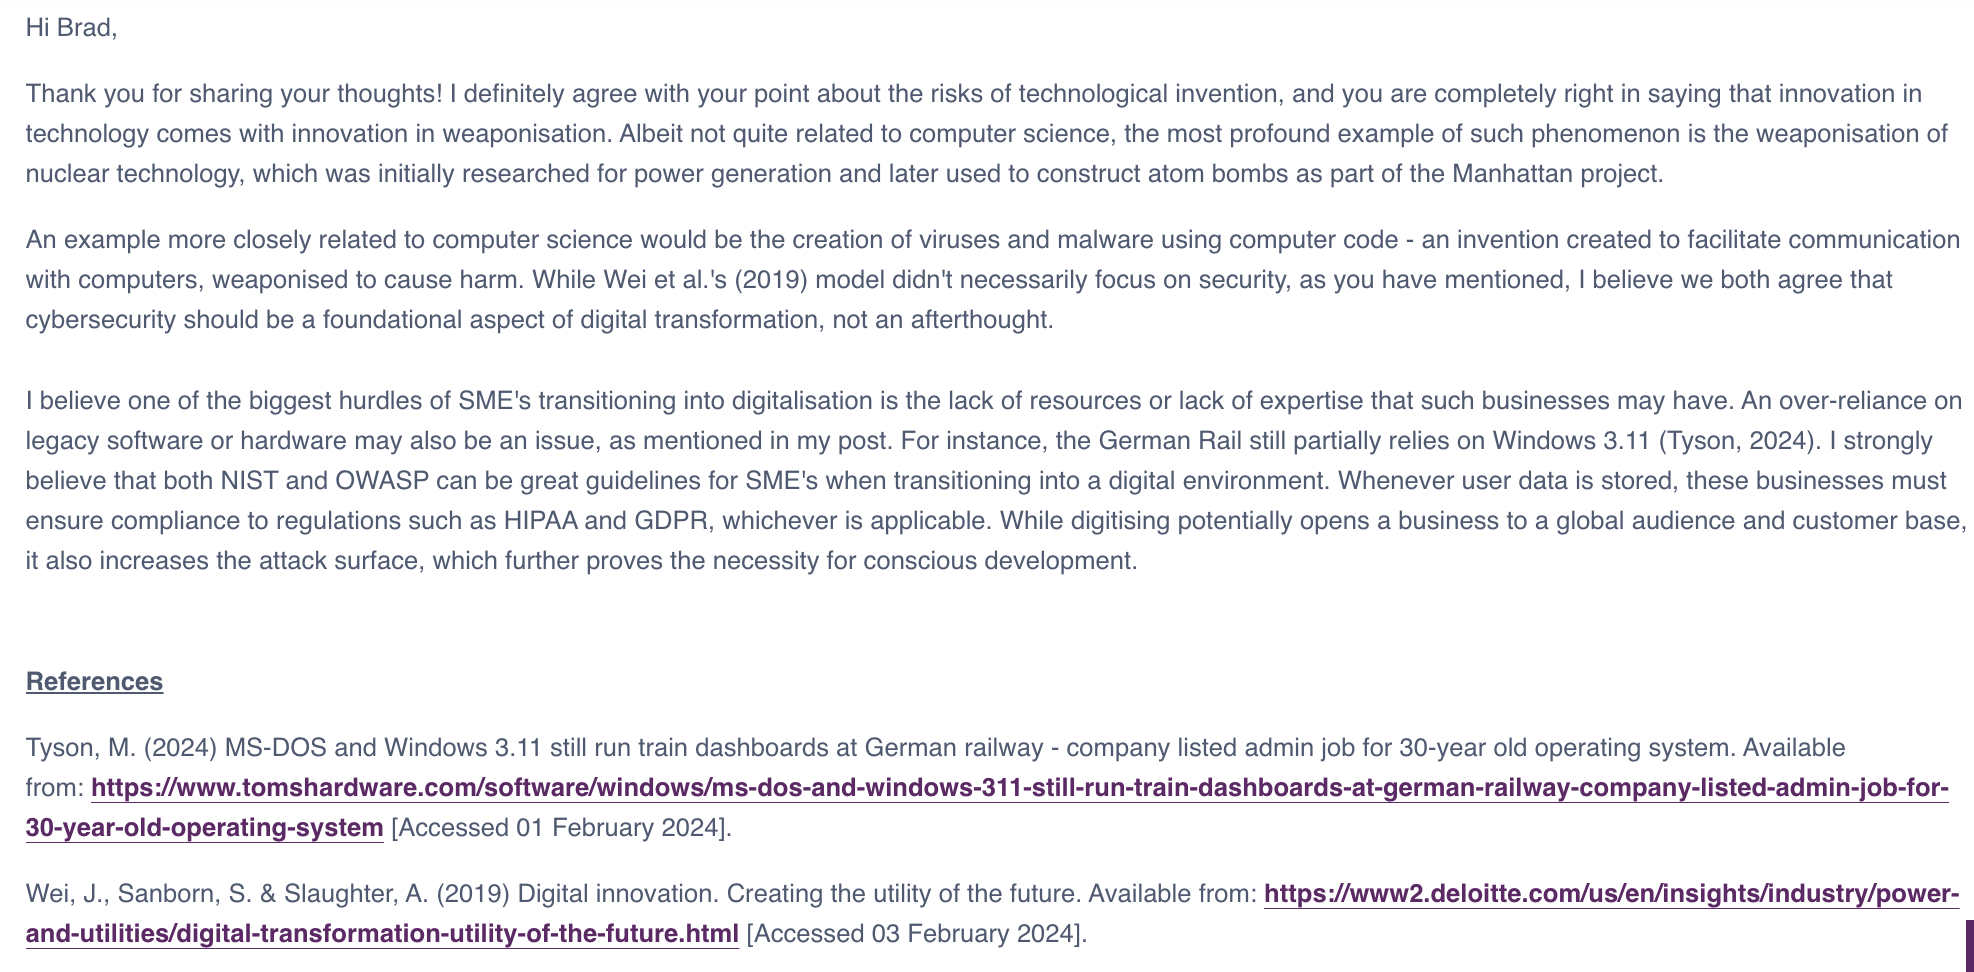 Hi Brad,
Thank you for sharing your thoughts! I definitely agree with your point about the risks of technological invention, and you are completely right in saying that innovation in
technology comes with innovation in weaponisation. Albeit not quite related to computer science, the most profound example of such phenomenon is the weaponisation of
nuclear technology, which was initially researched for power generation and later used to construct atom bombs as part of the Manhattan project.
An example more closely related to computer science would be the creation of viruses and malware using computer code - an invention created to facilitate communication
with computers, weaponised to cause harm. While Wei et al.'s (2019) model didn't necessarily focus on security, as you have mentioned, I believe we both agree that
cybersecurity should be a foundational aspect of digital transformation, not an afterthought.
I believe one of the biggest hurdles of SME's transitioning into digitalisation is the lack of resources or lack of expertise that such businesses may have. An over-reliance on
legacy software or hardware may also be an issue, as mentioned in my post. For instance, the German Rail still partially relies on Windows 3.11 (Tyson, 2024). I strongly
believe that both NIST and OWASP can be great guidelines for SME's when transitioning into a digital environment. Whenever user data is stored, these businesses must
ensure compliance to regulations such as HIPAA and GDPR, whichever is applicable. While digitising potentially opens a business to a global audience and customer base,
it also increases the attack surface, which further proves the necessity for conscious development.
References
Tyson, M. (2024) MS-DOS and Windows 3.11 still run train dashboards at German railway - company listed admin job for 30-year old operating system. Available
from: https://www.tomshardware.com/software/windows/ms-dos-and-windows-311-still-run-train-dashboards-at-german-railway-company-listed-admin-job-for-
30-year-old-operating-system [Accessed 01 February 2024].
Wei, J., Sanborn, S. & Slaughter, A. (2019) Digital innovation. Creating the utility of the future. Available from: https://www2.deloitte.com/us/en/insights/industry/power-
and-utilities/digital-transformation-utility-of-the-future.html [Accessed 03 February 2024].